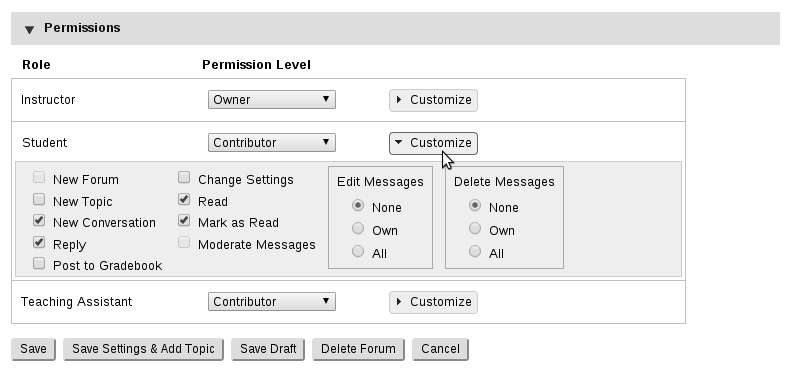 Permissions
Role Permission Level
Instructor Owner Customize
Student Contributor Customize
New Forum Change Settings Edit Messages Delete Messages
New Topic Read None None
New Conversation Mark as Read Own Own
Reply Moderate Messages All All
Post to Gradebook
Teaching Assistant Contributor Customize
Save Save Settings & Add Topic Save Draft Delete Forum Cancel